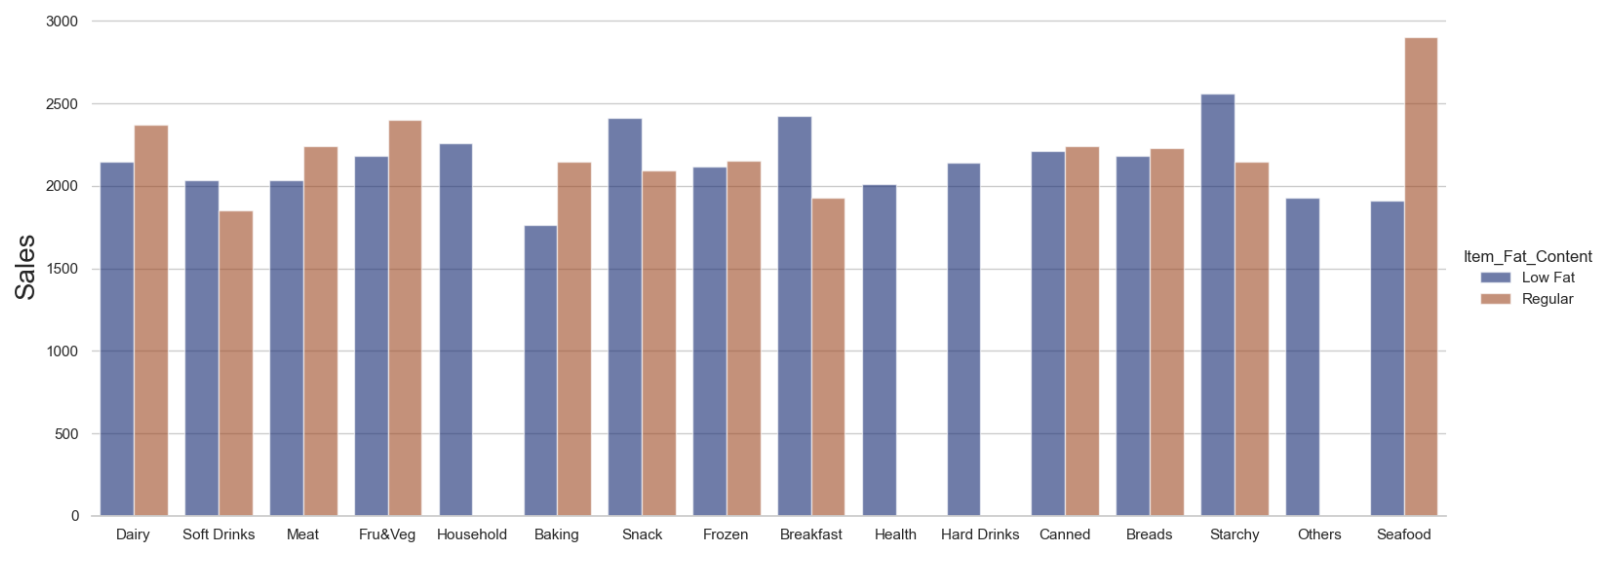 3000
2500
2000
1500
1000
500
0
Sales
Dairy Soft Drinks Meat Fru&Veg Household Baking Snack Frozen Breakfast Health Hard Drinks Canned Breads Starchy Others Seafood
Item_Fat_Content
Low Fat
Regular